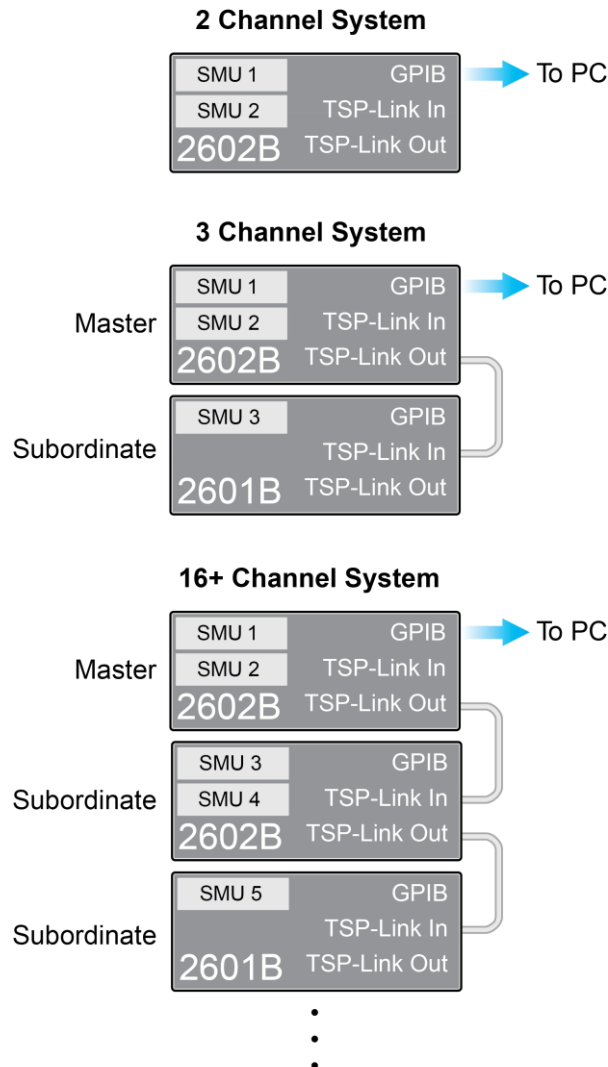 2 Channel System
SMU 1 GPIB To PC
SMU 2 TSP-Link In
2602B TSP-Link Out
3 Channel System
SMU 1 GPIB To PC
Master SMU 2 TSP-Link In
2602B TSP-Link Out
SMU 3 GPIB
Subordinate TSP-Link In
2601B TSP-Link Out
16+ Channel System
SMU 1 GPIB To PC
Master SMU 2 TSP-Link In
2602B TSP-Link Out
SMU 3 GPIB
Subordinate SMU 4 TSP-Link In
2602B TSP-Link Out
SMU 5 GPIB
Subordinate TSP-Link In
2601B TSP-Link Out